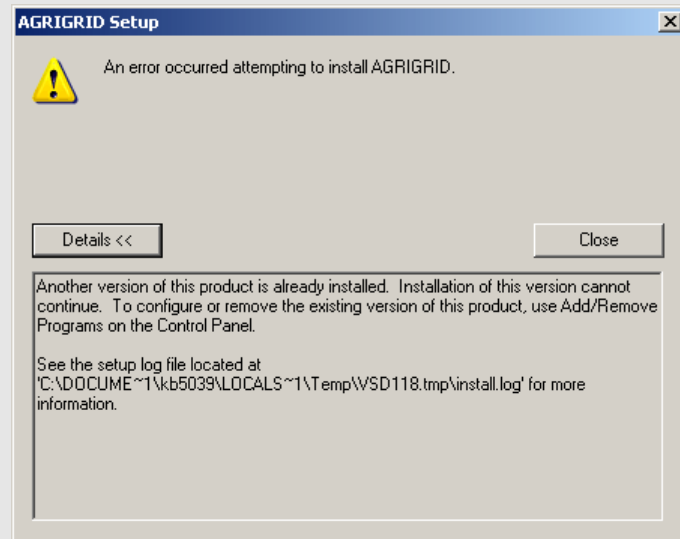 AGRIGRID Setup
An error occurred attempting to install AGRIGRID.
Details <<
Close
Another version of this product is already installed.  Installation of this version cannot
continue.  To configure or remove the existing version of this product, use Add/Remove
Programs on the Control Panel.
See the setup log file located at
'C:\DOCUME~1\kb5039\LOCALS~1\Temp\VSD118.tmp\install.log' for more
information.